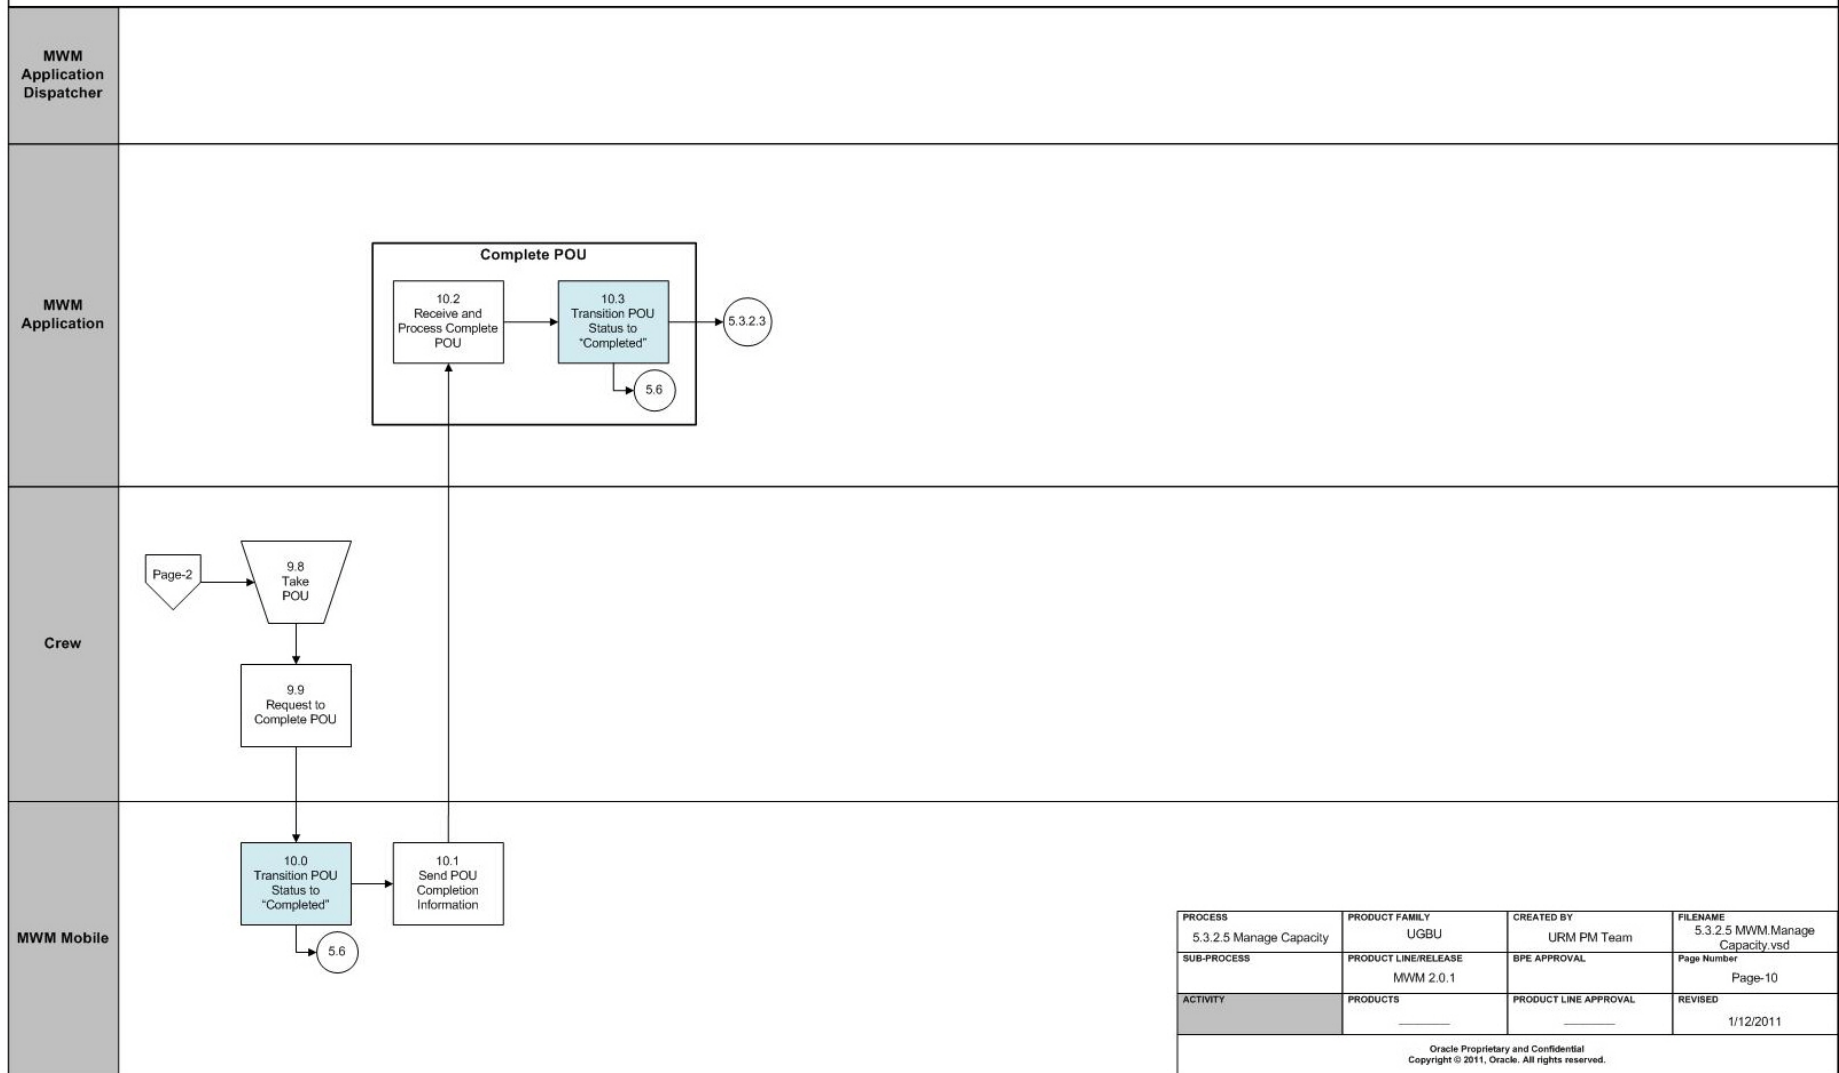 MWM
Application
Dispatcher
MWM
Application
Complete POU
10.2
Receive and
Process Complete
POU
10.3
Transition POU
Status to
"Completed"
5.3.2.3
5.6
Crew
Page-2
9.8
Take
POU
9.9
Request to
Complete POU
MWM Mobile
10.0
Transition POU
Status to
"Completed"
10.1
Send POU
Completion
Information
5.6
PROCESS
5.3.2.5 Manage Capacity
PRODUCT FAMILY
UGBU
CREATED BY
URM PM Team
FILENAME
5.3.2.5 MWM.Manage
Capacity.vsd
SUB-PROCESS
PRODUCT LINE/RELEASE
MWM 2.0.1
BPE APPROVAL
Page Number
Page-10
ACTIVITY
PRODUCTS
PRODUCT LINE APPROVAL
REVISED
1/12/2011
Oracle Proprietary and Confidential
Copyright © 2011, Oracle. All rights reserved.